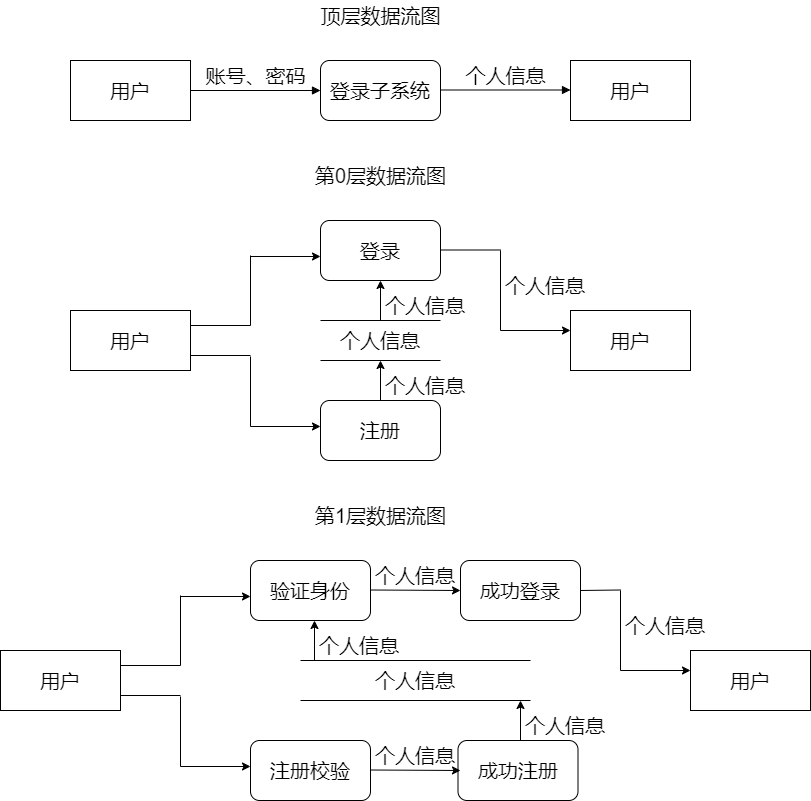 顶层数据流图
用户
账号、密码
登录子系统
个人信息
用户
第0层数据流图
登录
个人信息
个人信息
用户
个人信息
用户
个人信息
注册
第1层数据流图
验证身份
个人信息
成功登录
个人信息
个人信息
用户
个人信息
用户
个人信息
注册校验
个人信息
成功注册